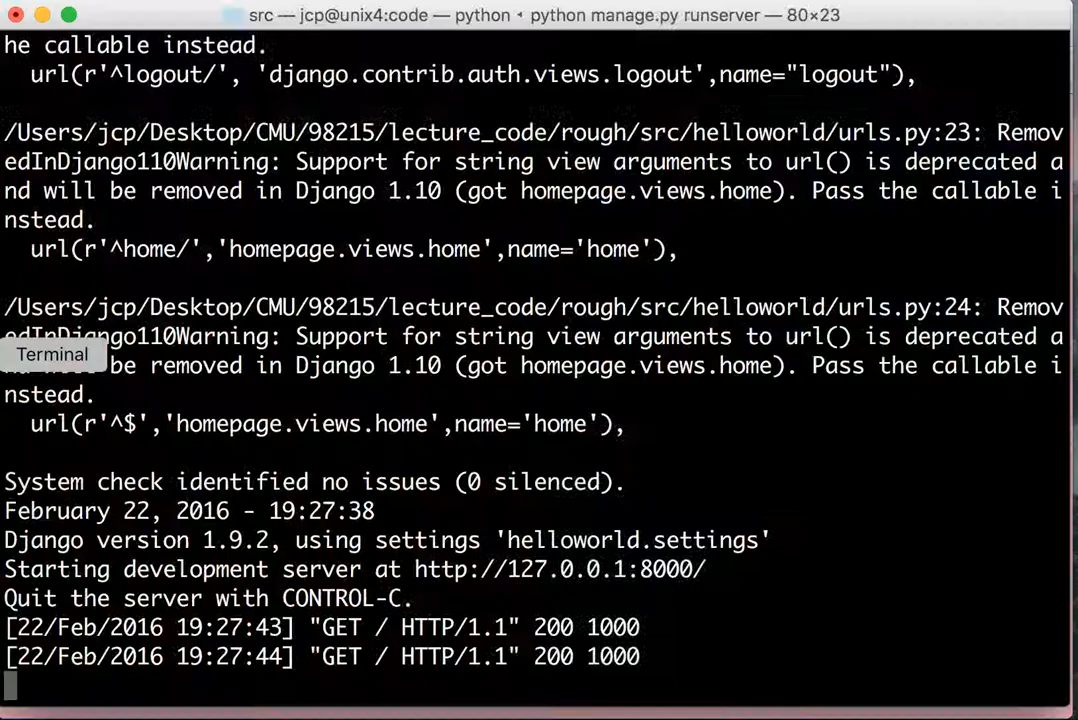 src — jcp@unix4:code — python • python manage.py runserver — 80×23
he callable instead.
  url(r'^logout/', 'django.contrib.auth.views.logout',name="logout"),
/Users/jcp/Desktop/CMU/98215/lecture_code/rough/src/helloworld/urls.py:23: Remov
edInDjango110Warning: Support for string view arguments to url() is deprecated a
nd will be removed in Django 1.10 (got homepage.views.home). Pass the callable i
nstead.
  url(r'^home/','homepage.views.home',name='home'),
/Users/jcp/Desktop/CMU/98215/lecture_code/rough/src/helloworld/urls.py:24: Remov
edInDjango110Warning: Support for string view arguments to url() is deprecated a
Terminal
be removed in Django 1.10 (got homepage.views.home). Pass the callable i
nstead.
  url(r'^$','homepage.views.home',name='home'),
System check identified no issues (0 silenced).
February 22, 2016 - 19:27:38
Django version 1.9.2, using settings 'helloworld.settings'
Starting development server at http://127.0.0.1:8000/
Quit the server with CONTROL-C.
[22/Feb/2016 19:27:43] "GET / HTTP/1.1" 200 1000
[22/Feb/2016 19:27:44] "GET / HTTP/1.1" 200 1000